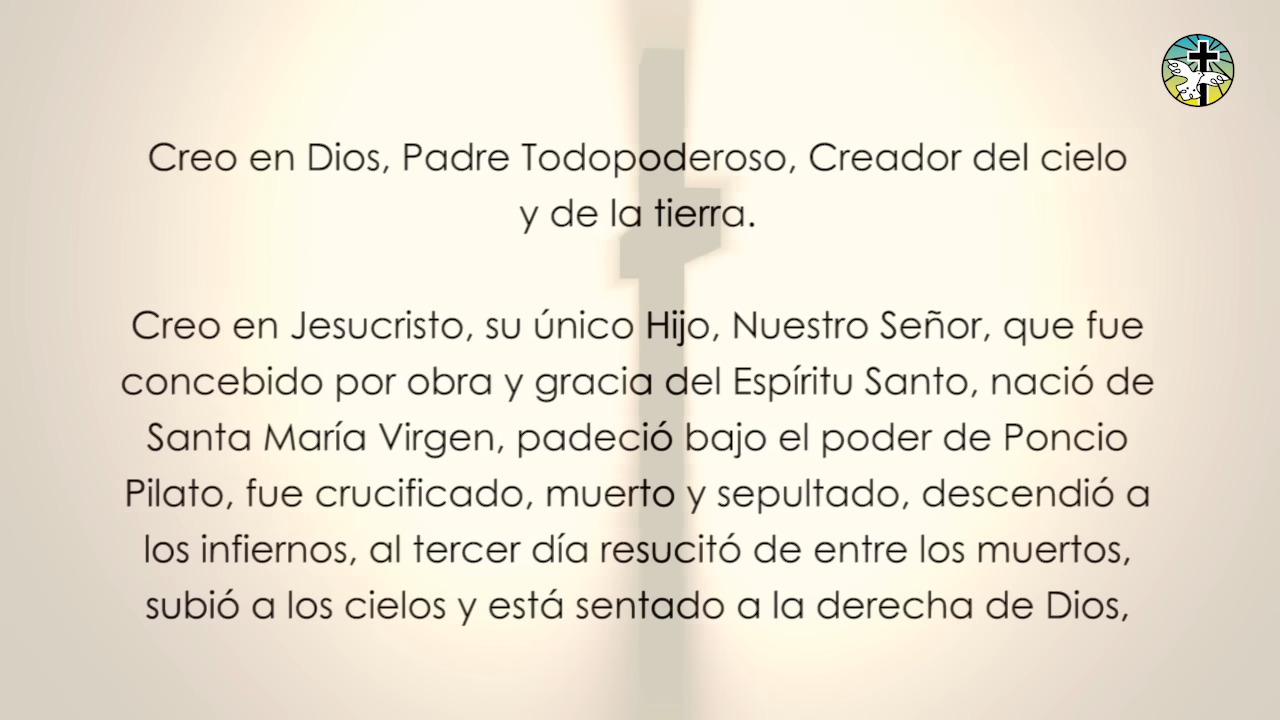 Creo en Dios, Padre Todopoderoso, Creador del cielo
y de la tierra.
Creo en Jesucristo, su único Hijo, Nuestro Señor, que fue
concebido por obra y gracia del Espíritu Santo, nació de
Santa María Virgen, padeció bajo el poder de Poncio
Pilato, fue crucificado, muerto y sepultado, descendió a
los infiernos, al tercer día resucitó de entre los muertos,
subió a los cielos y está sentado a la derecha de Dios,